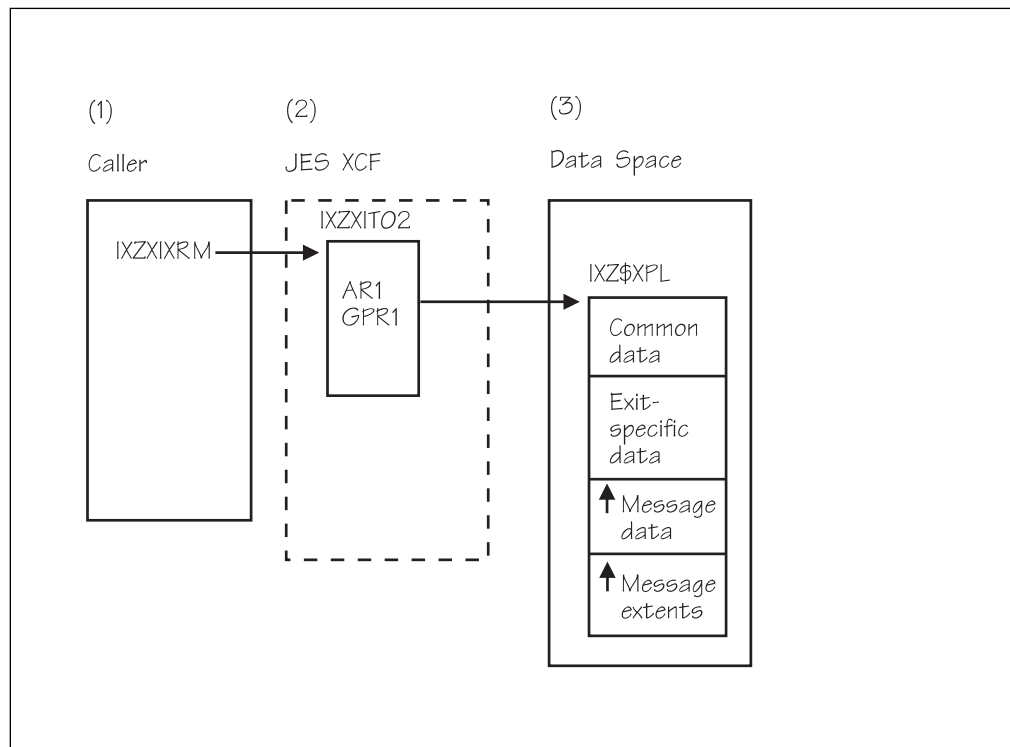 (1)
Caller
IXZXIXRM
(2)
JES XCF
IXZXIT02
AR1
GPR1
(3)
Data Space
IXZ$XPL
Common
data
Exit-
specific
data
Message
data
Message
extents